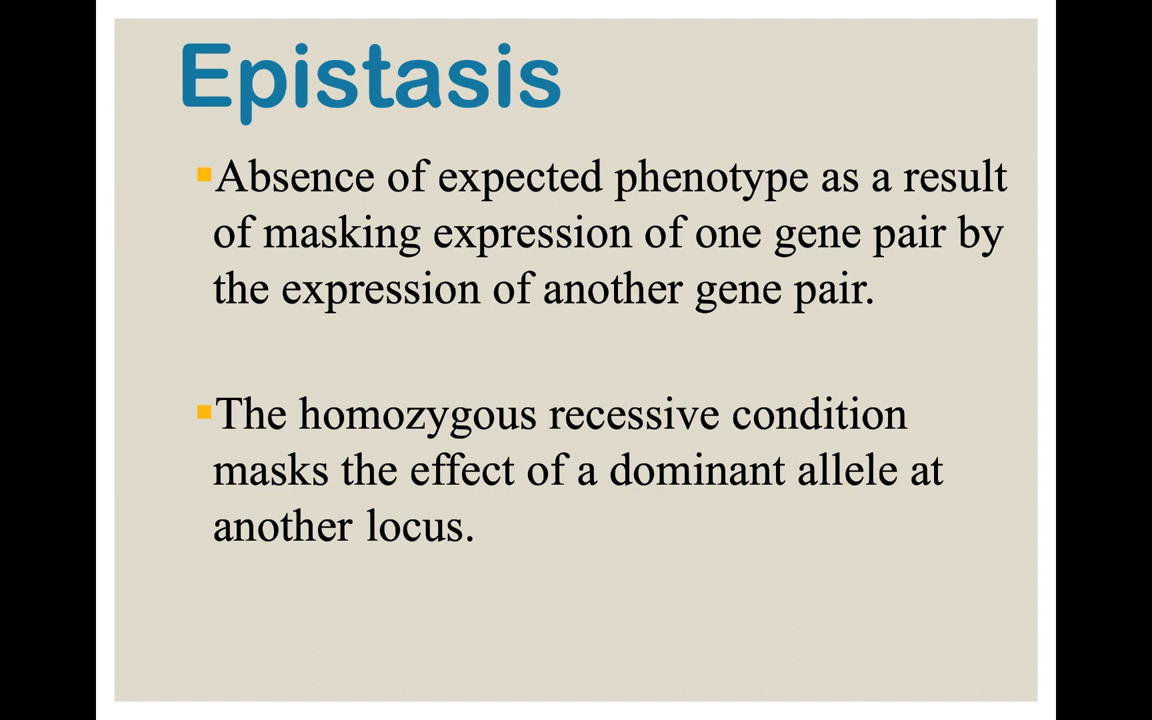 Epistasis
▪Absence of expected phenotype as a result
of masking expression of one gene pair by
the expression of another gene pair.
▪The homozygous recessive condition
masks the effect of a dominant allele at
another locus.